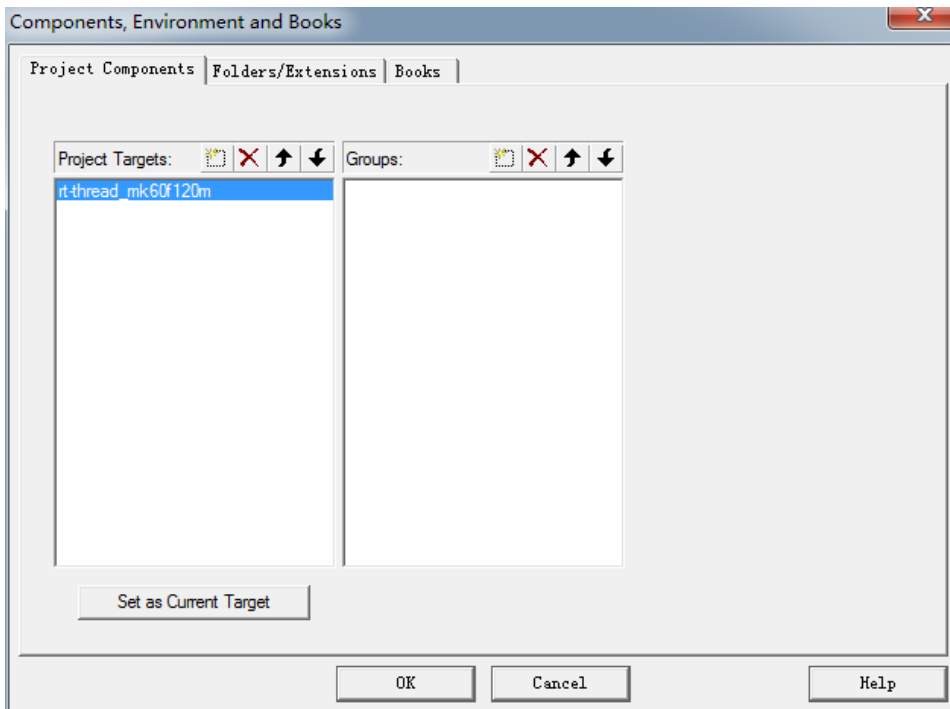 Components, Environment and Books
Project Components Folders/Extensions Books
Project Targets: Groups:
rt-thread_mk60f120m
Set as Current Target
OK Cancel Help